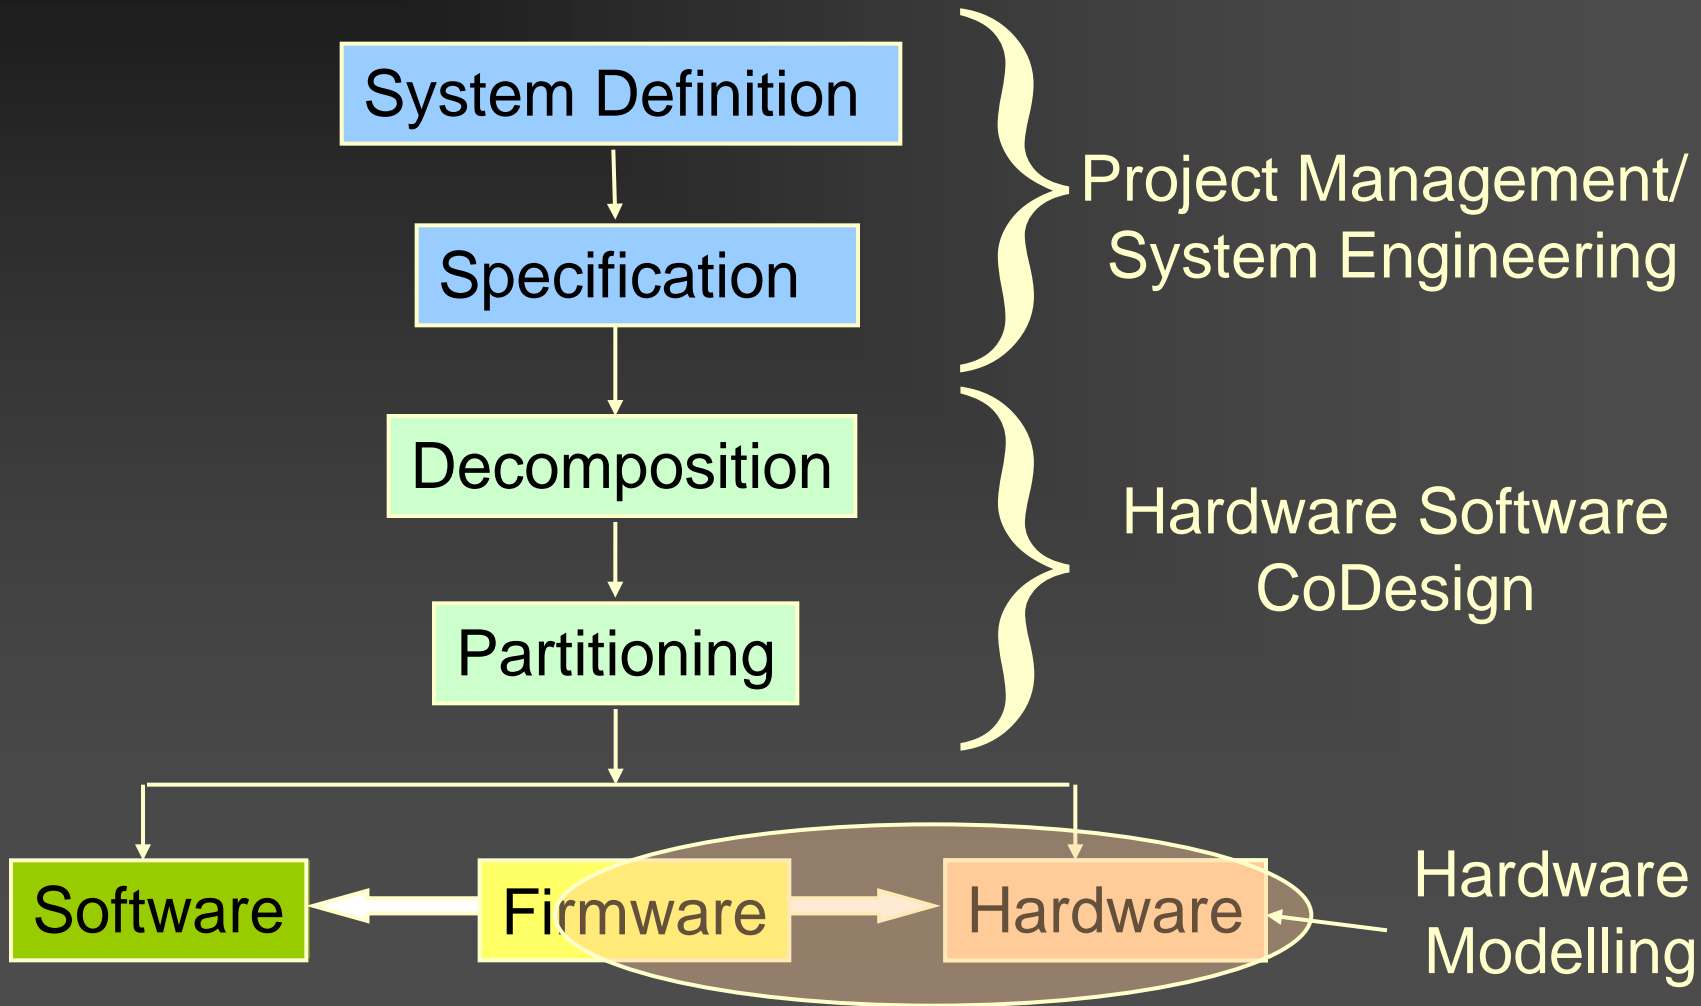 System Definition
Project Management/
System Engineering
Specification
Decomposition
Hardware Software
CoDesign
Partitioning
Software
Firmware
Hardware
Hardware
Modelling